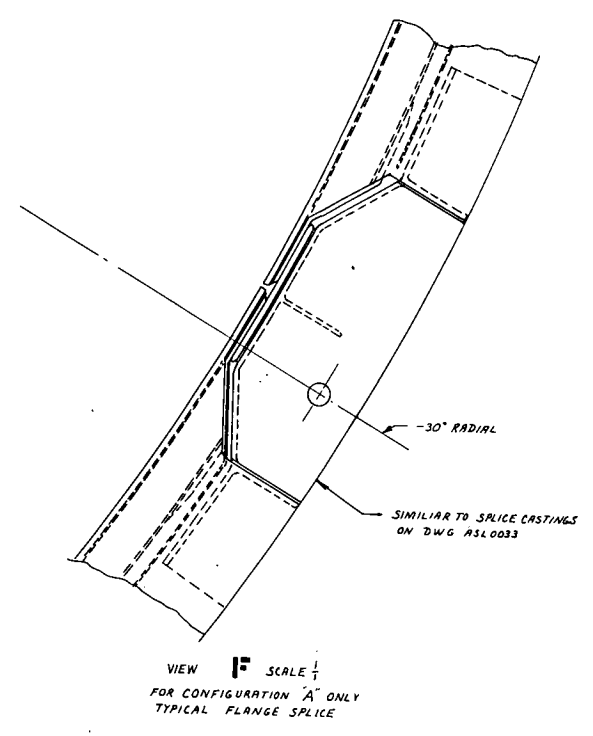 -30° RADIAL
SIMILIAR TO SPLICE CASTINGS
ON DWG ASL0033
VIEW F SCALE 1/1
FOR CONFIGURATION "A" ONLY
TYPICAL FLANGE SPLICE